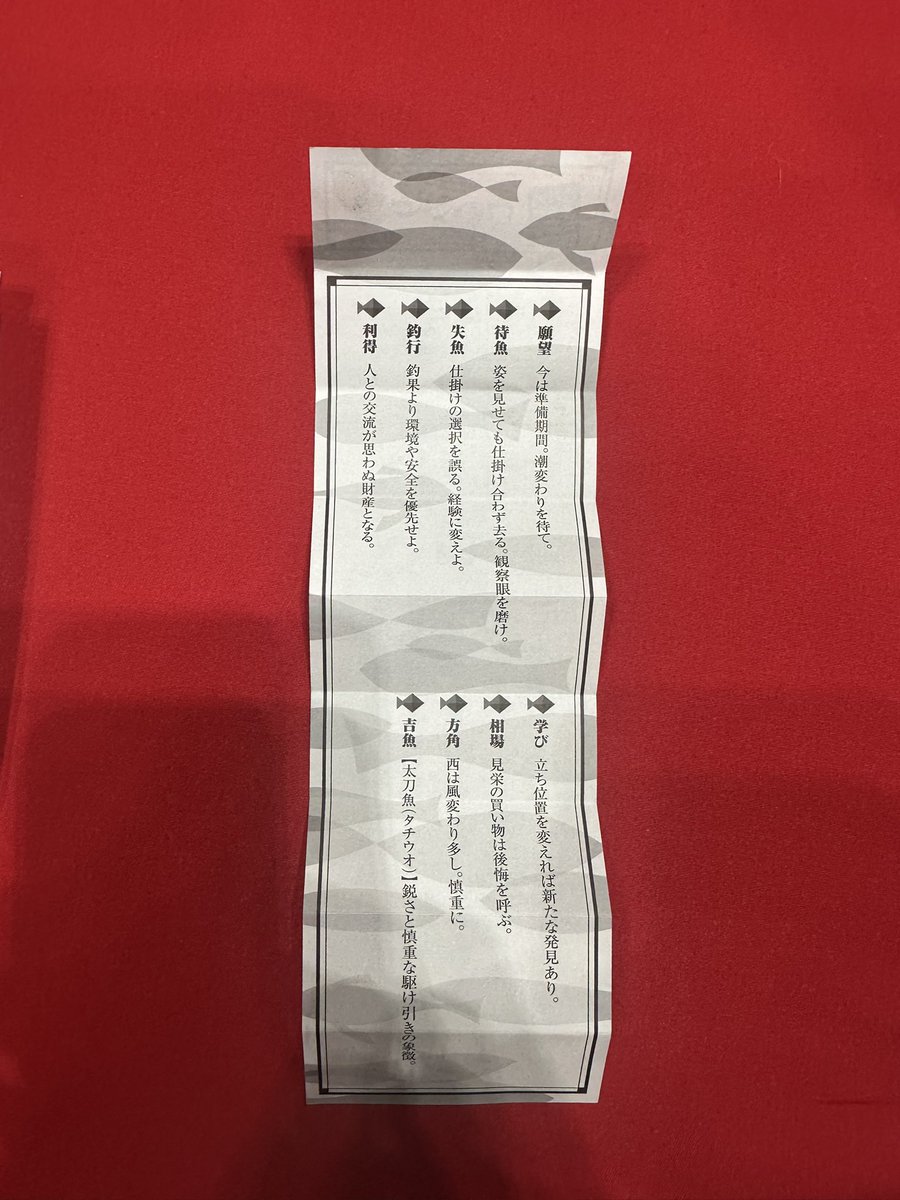 願望 今は準備期間。潮変わりを待て。
待魚 姿を見せても仕掛け合わず去る。観察眼を磨け。
失魚 仕掛けの選択を誤る。経験に変えよ。
釣行 釣果より環境や安全を優先せよ。
利得 人との交流が思わぬ財産となる。
学び 立ち位置を変えれば新たな発見あり。
相場 見栄の買い物は後悔を呼ぶ。
方角 西は風変わり多し。慎重に。
吉魚 【太刀魚(タチウオ)】鋭さと慎重な駆け引きの象徴。